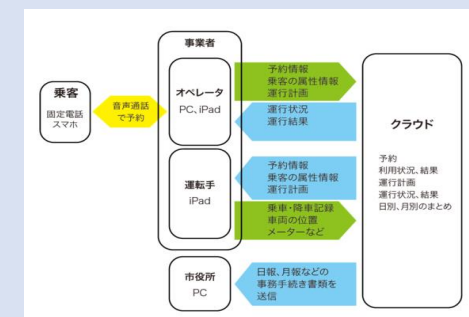 事業者
乗客
固定電話
スマホ
音声通話
で予約
オペレータ
PC、iPad
予約情報
乗客の属性情報
運行計画
運行状況
運行結果
運転手
iPad
予約情報
乗客の属性情報
運行計画
乗車・降車記録
車両の位置
メーターなど
市役所
PC
日報、月報などの
事務手続き書類を
送信
クラウド
予約
利用状況、結果
運行計画
運行状況、結果
日別、月別のまとめ